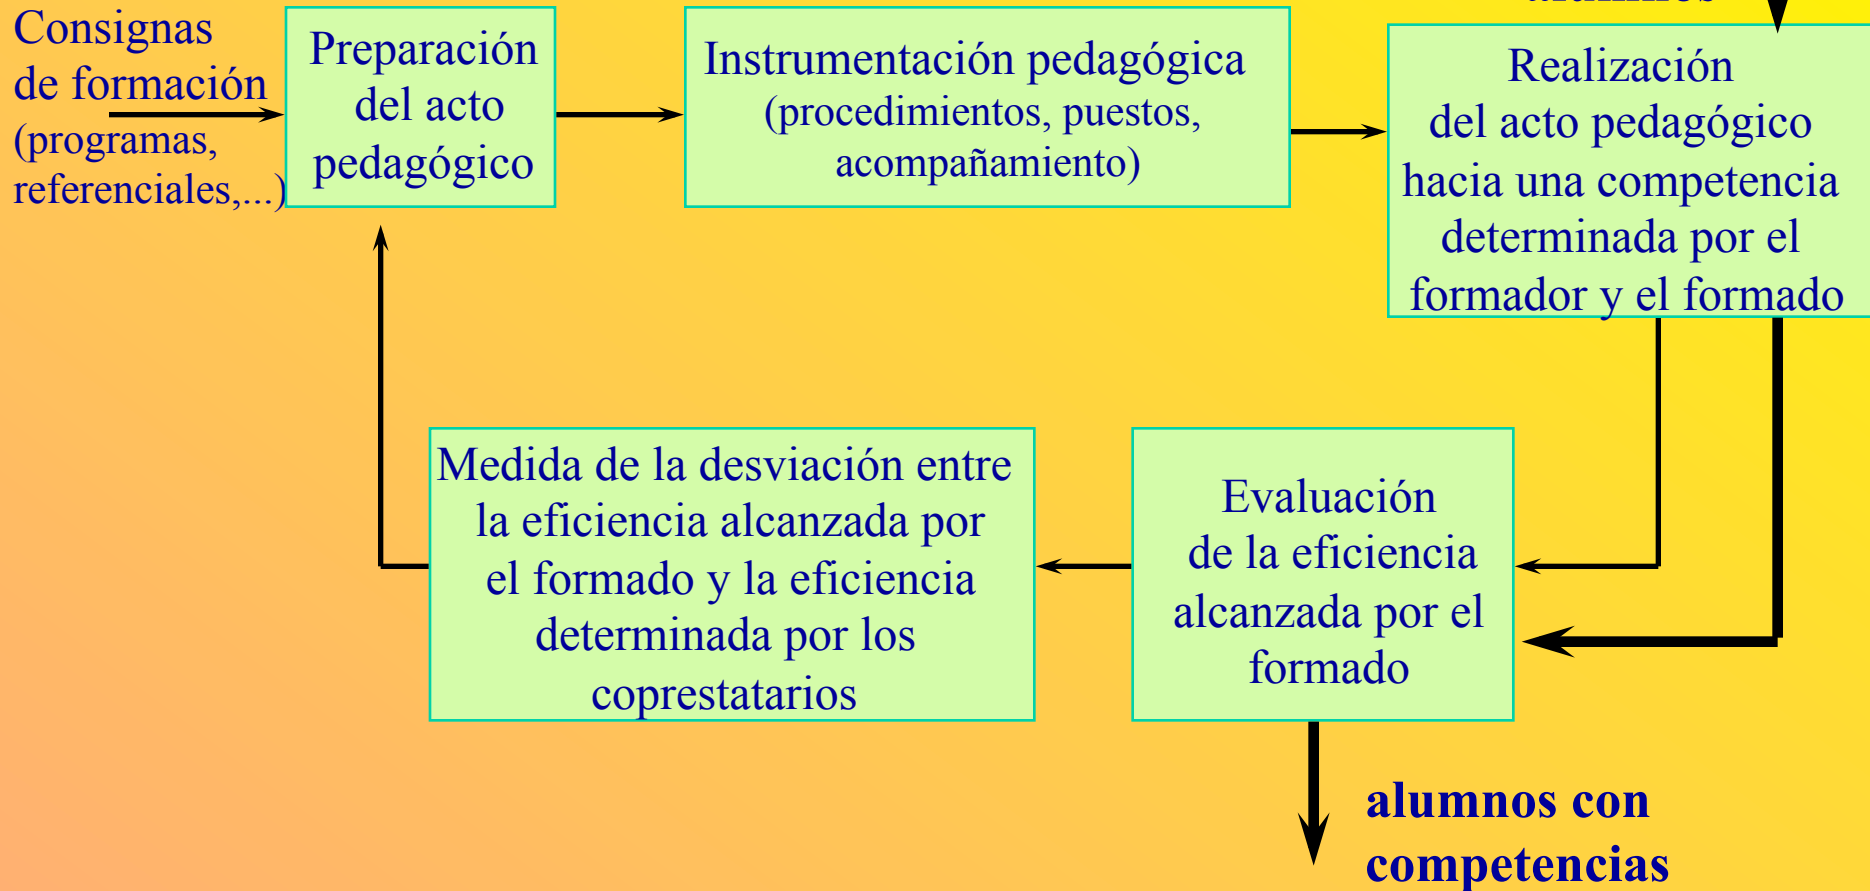 Consignas
de formación
(programas,
referenciales,...)
Preparación
del acto
pedagógico
Instrumentación pedagógica
(procedimientos, puestos,
acompañamiento)
Realización
del acto pedagógico
hacia una competencia
determinada por el
formador y el formado
Medida de la desviación entre
la eficiencia alcanzada por
el formado y la eficiencia
determinada por los
coprestatarios
Evaluación
de la eficiencia
alcanzada por el
formado
alumnos con
competencias